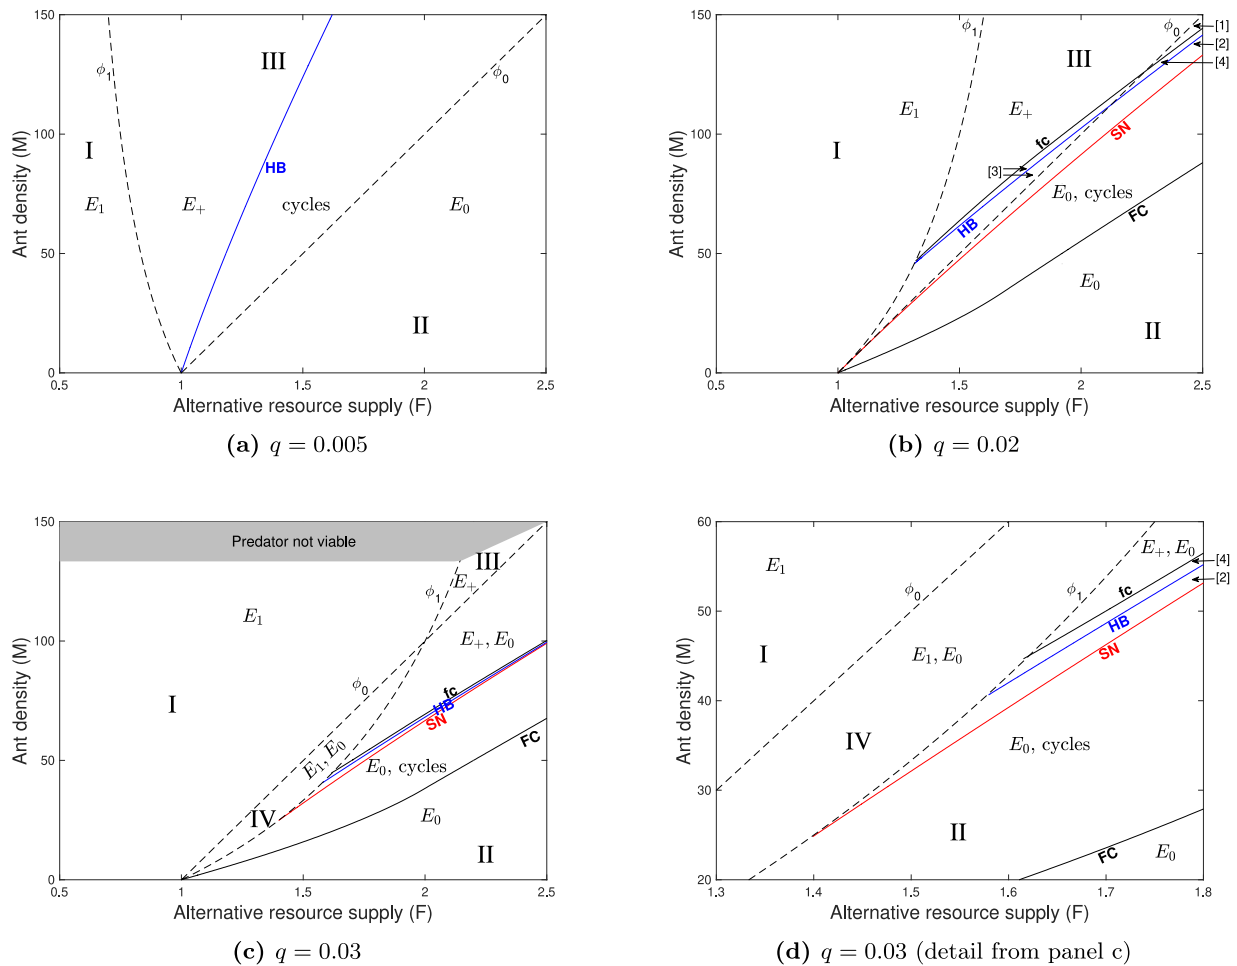 150
100
50
0
Ant density (M)
III
ϕ1
ϕ0
I
HB
E1
E+
cycles
E0
II
0.5
1
1.5
2
2.5
Alternative resource supply (F)
(a) q = 0.005
150
100
50
0
Ant density (M)
ϕ1
ϕ0
[1]
[2]
[4]
III
E1
E+
I
fc
SN
[3]
E0, cycles
HB
FC
E0
II
0.5
1
1.5
2
2.5
Alternative resource supply (F)
(b) q = 0.02
150
100
50
0
Ant density (M)
Predator not viable
III
E+
ϕ1
E1
E+, E0
I
ϕ0
fc
HB
SN
FC
E1, E0
E0, cycles
IV
E0
II
0.5
1
1.5
2
2.5
Alternative resource supply (F)
(c) q = 0.03
60
50
40
30
20
Ant density (M)
E1
E+, E0
[4]
[2]
ϕ0
ϕ1
fc
HB
SN
I
E1, E0
IV
E0, cycles
II
FC
E0
1.3
1.4
1.5
1.6
1.7
1.8
Alternative resource supply (F)
(d) q = 0.03 (detail from panel c)